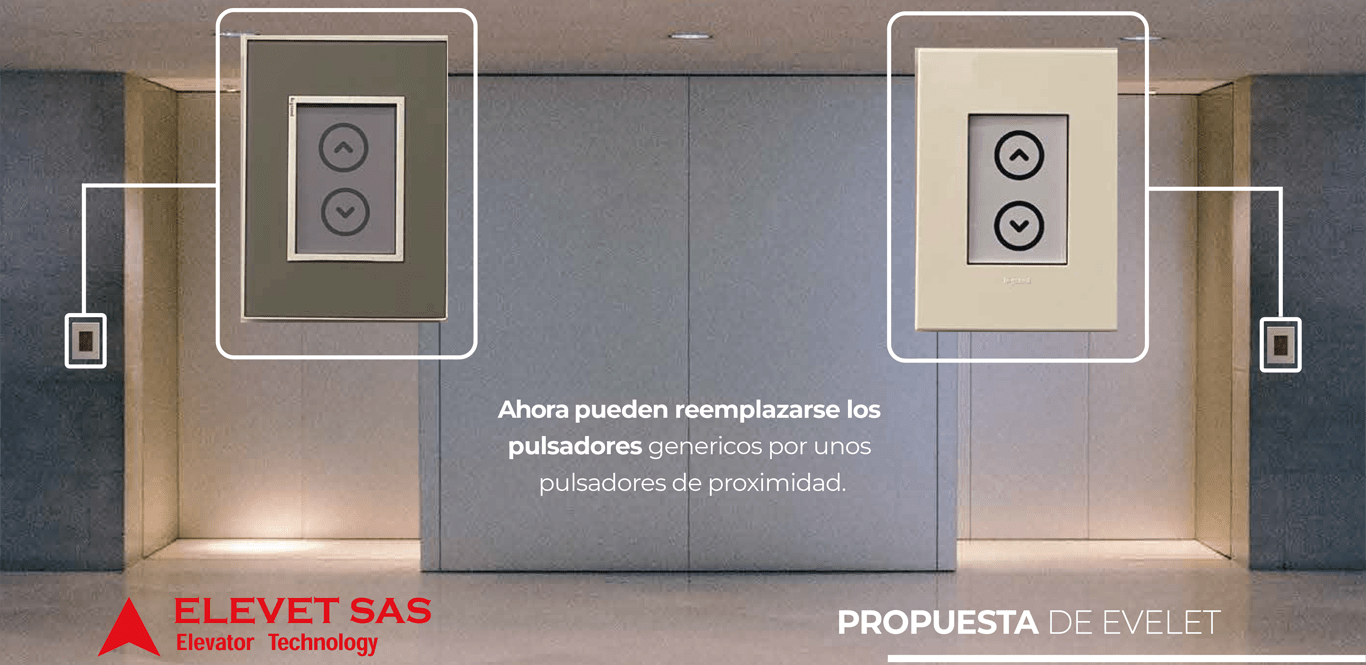 Ahora pueden reemplazarse los
pulsadores genericos por unos
pulsadores de proximidad.
ELEVET SAS
Elevator Technology
PROPUESTA DE EVELET